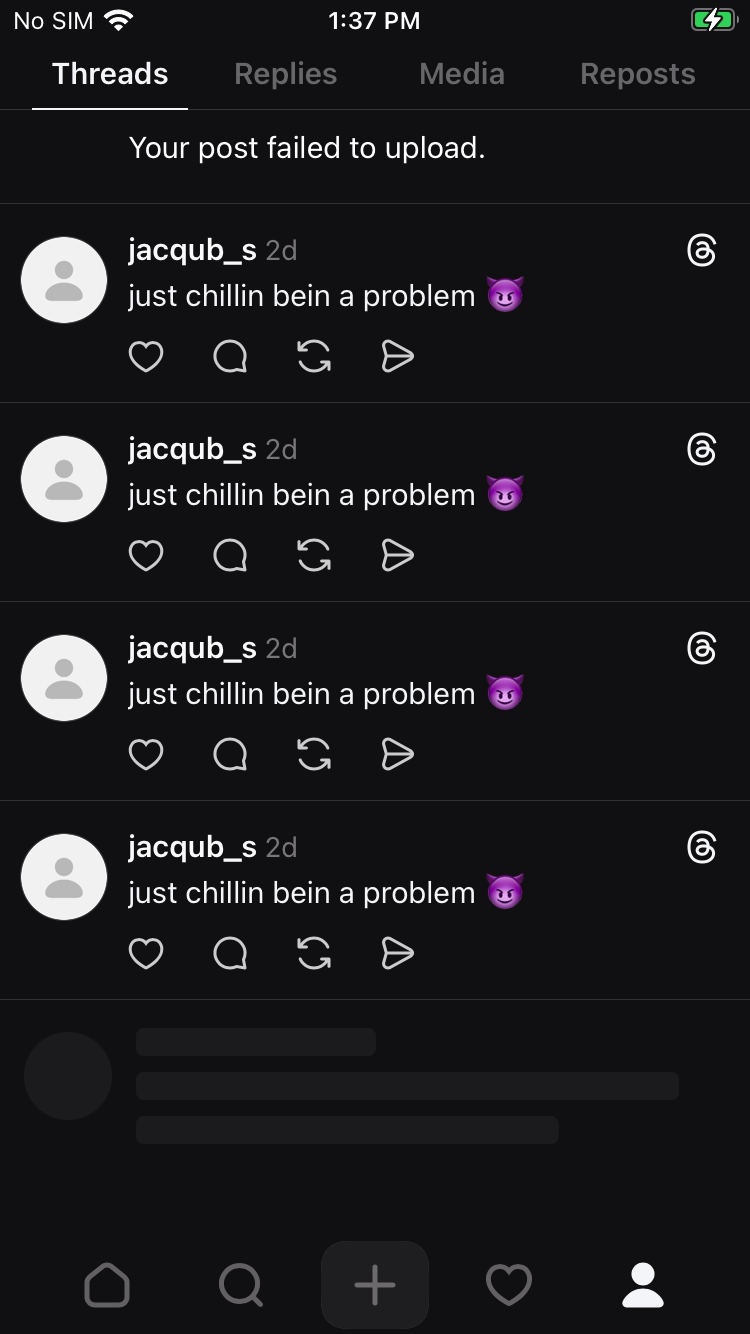 No SIM 1:37 PM
Threads Replies Media Reposts
Your post failed to upload.
jacqub_s 2d
just chillin bein a problem 😈
jacqub_s 2d
just chillin bein a problem 😈
jacqub_s 2d
just chillin bein a problem 😈
jacqub_s 2d
just chillin bein a problem 😈